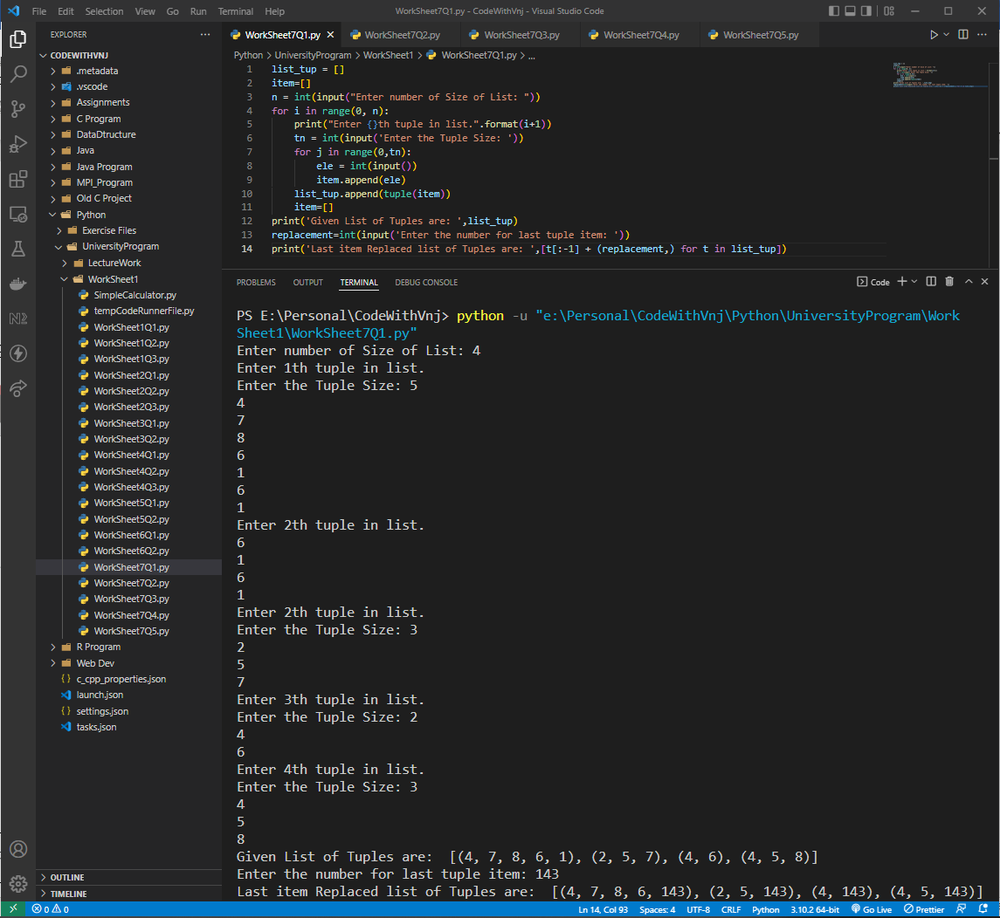 File Edit Selection View Go Run Terminal Help WorkSheet7Q1.py - CodeWithVnj - Visual Studio Code
EXPLORER
CODEWITHVNJ
.metadata
.vscode
Assignments
C Program
DataDtructure
Java
Java Program
MPI_Program
Old C Project
Python
Exercise Files
UniversityProgram
LectureWork
WorkSheet1
SimpleCalculator.py
tempCodeRunnerFile.py
WorkSheet1Q1.py
WorkSheet1Q2.py
WorkSheet1Q3.py
WorkSheet2Q1.py
WorkSheet2Q2.py
WorkSheet2Q3.py
WorkSheet3Q1.py
WorkSheet3Q2.py
WorkSheet4Q1.py
WorkSheet4Q2.py
WorkSheet4Q3.py
WorkSheet5Q1.py
WorkSheet5Q2.py
WorkSheet6Q1.py
WorkSheet6Q2.py
WorkSheet7Q1.py
WorkSheet7Q2.py
WorkSheet7Q3.py
WorkSheet7Q4.py
WorkSheet7Q5.py
R Program
Web Dev
c_cpp_properties.json
launch.json
settings.json
tasks.json
OUTLINE
TIMELINE
WorkSheet7Q1.py WorkSheet7Q2.py WorkSheet7Q3.py WorkSheet7Q4.py WorkSheet7Q5.py
Python > UniversityProgram > WorkSheet1 > WorkSheet7Q1.py > ...
1 list_tup = []
2 item=[]
3 n = int(input("Enter number of Size of List: "))
4 for i in range(0, n):
5 print("Enter {}th tuple in list.".format(i+1))
6 tn = int(input('Enter the Tuple Size: '))
7 for j in range(0,tn):
8 ele = int(input())
9 item.append(ele)
10 list_tup.append(tuple(item))
11 item=[]
12 print('Given List of Tuples are: ',list_tup)
13 replacement=int(input('Enter the number for last tuple item: '))
14 print('Last item Replaced list of Tuples are: ',[t[:-1] + (replacement,) for t in list_tup])
PROBLEMS OUTPUT TERMINAL DEBUG CONSOLE Code
PS E:\Personal\CodeWithVnj> python -u "e:\Personal\CodeWithVnj\Python\UniversityProgram\Work
Sheet1\WorkSheet7Q1.py"
Enter number of Size of List: 4
Enter 1th tuple in list.
Enter the Tuple Size: 5
4
7
8
6
1
6
1
Enter 2th tuple in list.
6
1
6
1
Enter 2th tuple in list.
Enter the Tuple Size: 3
2
5
7
Enter 3th tuple in list.
Enter the Tuple Size: 2
4
6
Enter 4th tuple in list.
Enter the Tuple Size: 3
4
5
8
Given List of Tuples are:  [(4, 7, 8, 6, 1), (2, 5, 7), (4, 6), (4, 5, 8)]
Enter the number for last tuple item: 143
Last item Replaced list of Tuples are:  [(4, 7, 8, 6, 143), (2, 5, 143), (4, 143), (4, 5, 143)]
0 0 Ln 14, Col 93 Spaces: 4 UTF-8 CRLF Python 3.10.2 64-bit Go Live Prettier